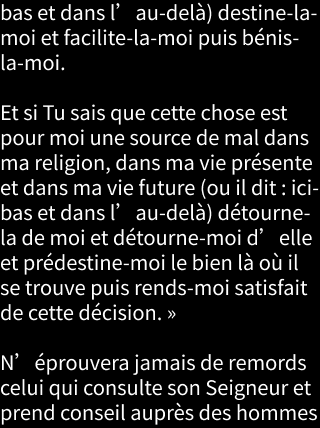 bas et dans l’au-delà) destine-la-
moi et facilite-la-moi puis bénis-
la-moi.
Et si Tu sais que cette chose est
pour moi une source de mal dans
ma religion, dans ma vie présente
et dans ma vie future (ou il dit : ici-
bas et dans l’au-delà) détourne-
la de moi et détourne-moi d’elle
et prédestine-moi le bien là où il
se trouve puis rends-moi satisfait
de cette décision. »
N’éprouvera jamais de remords
celui qui consulte son Seigneur et
prend conseil auprès des hommes